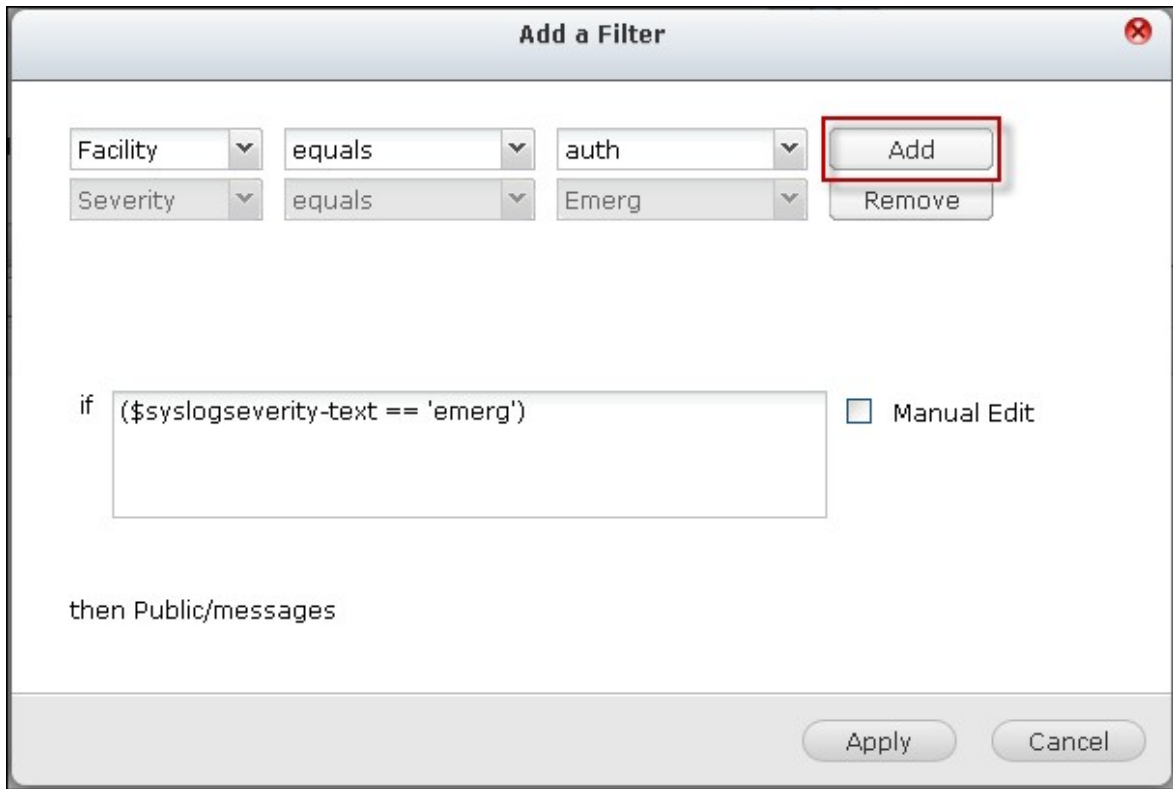 Add a Filter
Facility equals auth Add
Severity equals Emerg Remove
if ($syslogseverity-text == 'emerg') Manual Edit
then Public/messages
Apply Cancel